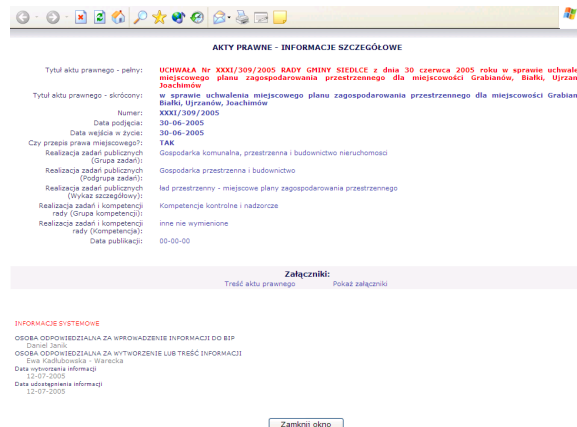 AKTY PRAWNE - INFORMACJE SZCZEGÓŁOWE
Tytuł aktu prawnego - pełny: UCHWAŁA Nr XXXI/309/2005 RADY GMINY SIEDLCE z dnia 30 czerwca 2005 roku w sprawie uchwale
miejscowego planu zagospodarowania przestrzennego dla miejscowości Grabianów, Białki, Ujrzan
Joachimów
Tytuł aktu prawnego - skrócony: w sprawie uchwalenia miejscowego planu zagospodarowania przestrzennego dla miejscowości Grabian
Białki, Ujrzanów, Joachimów
Numer: XXXI/309/2005
Data podjęcia: 30-06-2005
Data wejścia w życie: 30-06-2005
Czy przepis prawa miejscowego?: TAK
Realizacja zadań publicznych (Grupa zadań): Gospodarka komunalna, przestrzenna i budownictwo nieruchomosci
Realizacja zadań publicznych (Podgrupa zadań): Gospodarka przestrzenna i budownictwo
Realizacja zadań publicznych (Wykaz szczegółowy): ład przestrzenny - miejscowe plany zagospodarowania przestrzennego
Realizacja zadań i kompetencji rady (Grupa kompetencji): Kompetencje kontrolne i nadzorcze
Realizacja zadań i kompetencji rady (Kompetencja): inne nie wymienione
Data publikacji: 00-00-00
Załączniki:
Treść aktu prawnego Pokaż załączniki
INFORMACJE SYSTEMOWE
OSOBA ODPOWIEDZIALNA ZA WPROWADZENIE INFORMACJI DO BIP
Daniel Janik
OSOBA ODPOWIEDZIALNA ZA WYTWORZENIE LUB TREŚĆ INFORMACJI
Ewa Kadłubowska - Warecka
Data wytworzenia informacji
12-07-2005
Data udostępnienia informacji
12-07-2005
Zamknij okno